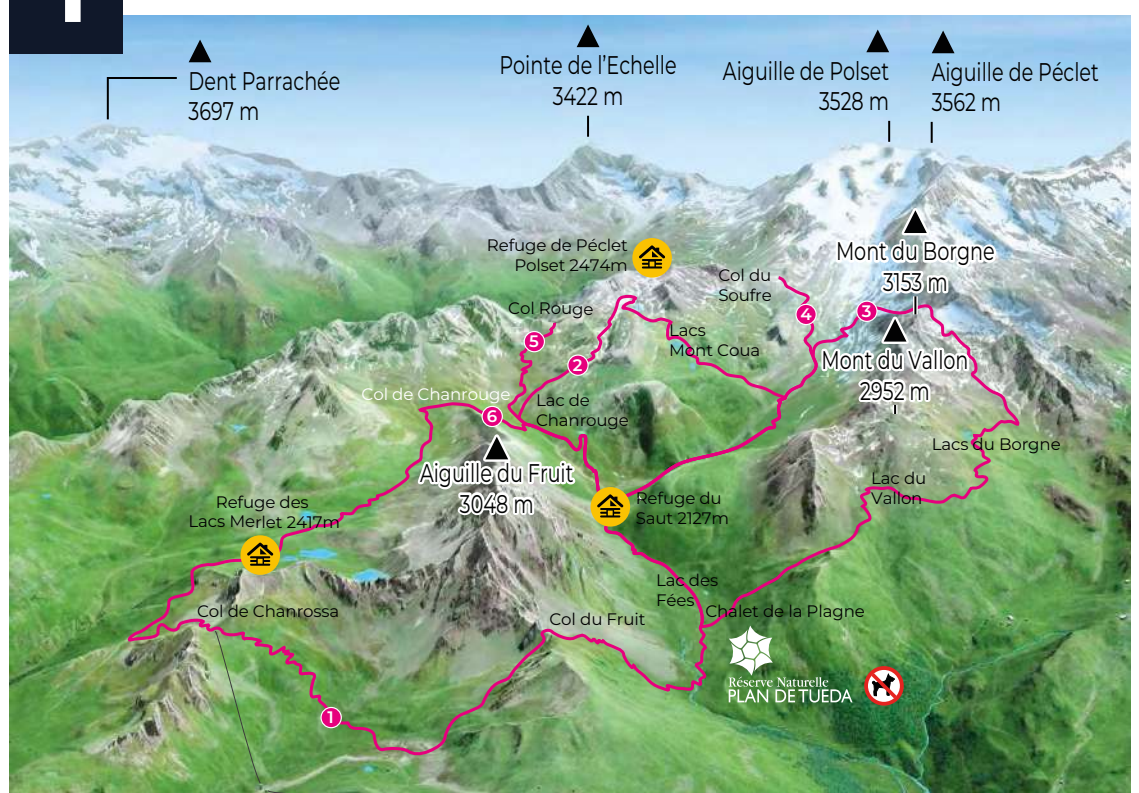 Dent Parrachée
3697 m
Pointe de l'Echelle
3422 m
Aiguille de Polset
3528 m
Aiguille de Péclet
3562 m
Refuge de Péclet
Polset 2474m
Col du
Soufre
Mont du Borgne
3153 m
Col Rouge
4
3
5
Lacs
Mont Coua
Mont du Vallon
2952 m
2
Col de Chanrouge
6
Lac de
Chanrouge
Lacs du Borgne
Aiguille du Fruit
3048 m
Lac du
Vallon
Refuge des
Lacs Merlet 2417m
Refuge du
Saut 2127m
Lac des
Fées
Col de Chanrossa
Col du Fruit
Chalet de la Plagne
Réserve Naturelle
PLAN DE TUEDA
1